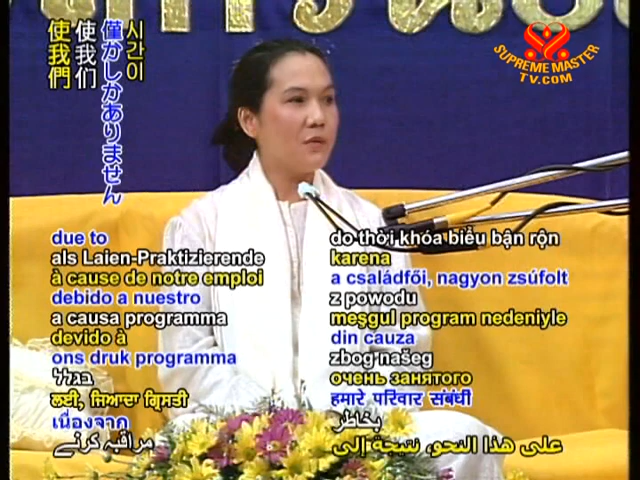 SUPREME MASTER
TV.COM
시간이
僅かしかありません
使我们
使我們
due to
als Laien-Praktizierende
à cause de notre emploi
debido a nuestro
a causa programma
devido à
ons druk programma
בגלל
ਲਈ, ਜਿਆਦਾ ਗ੍ਰਿਸਤੀ
เนื่องจาก
مراقبہ کرنے
do thời khóa biểu bận rộn
karena
a családfői, nagyon zsúfolt
z powodu
meşgul program nedeniyle
din cauza
zbog našeg
очень занятого
हमारे परिवार संबंधी
بخاطر
على هذا النحو، نتيجة إلى